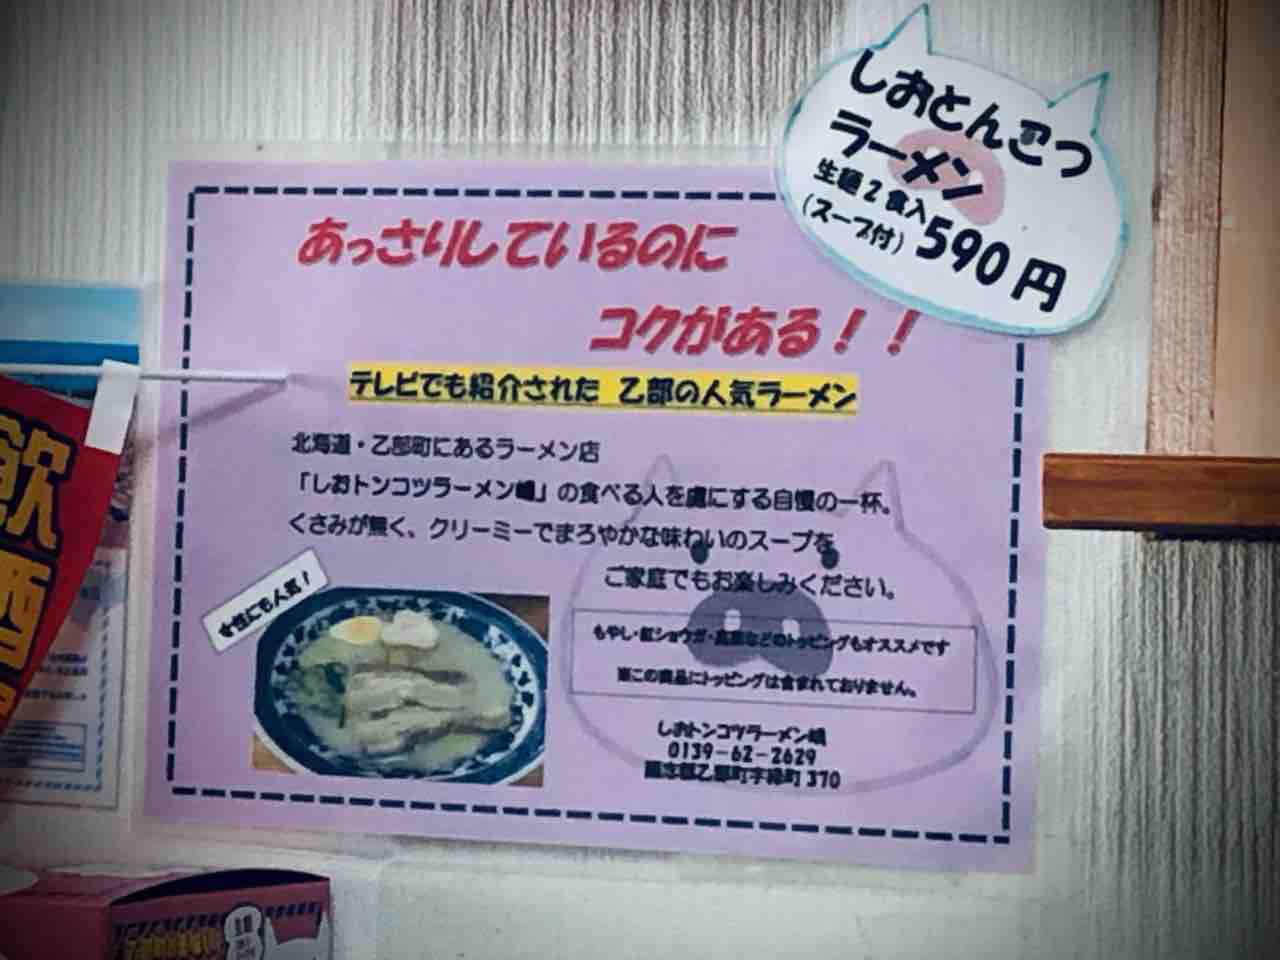 しおとんこつ
ラーメン
生麺2食入
(スープ付)
590円
あっさりしているのに
コクがある！！
テレビでも紹介された 乙部の人気ラーメン
北海道・乙部町にあるラーメン店
「しおトンコツラーメン嶋」の食べる人を虜にする自慢の一杯。
くさみが無く、クリーミーでまろやかな味わいのスープを
ご家庭でもお楽しみください。
女性にも人気！
もやし・紅ショウガ・高菜などのトッピングもオススメです
※この商品にトッピングは含まれておりません。
しおトンコツラーメン嶋
0139-62-2629
爾志郡乙部町字緑町370
飲
酒